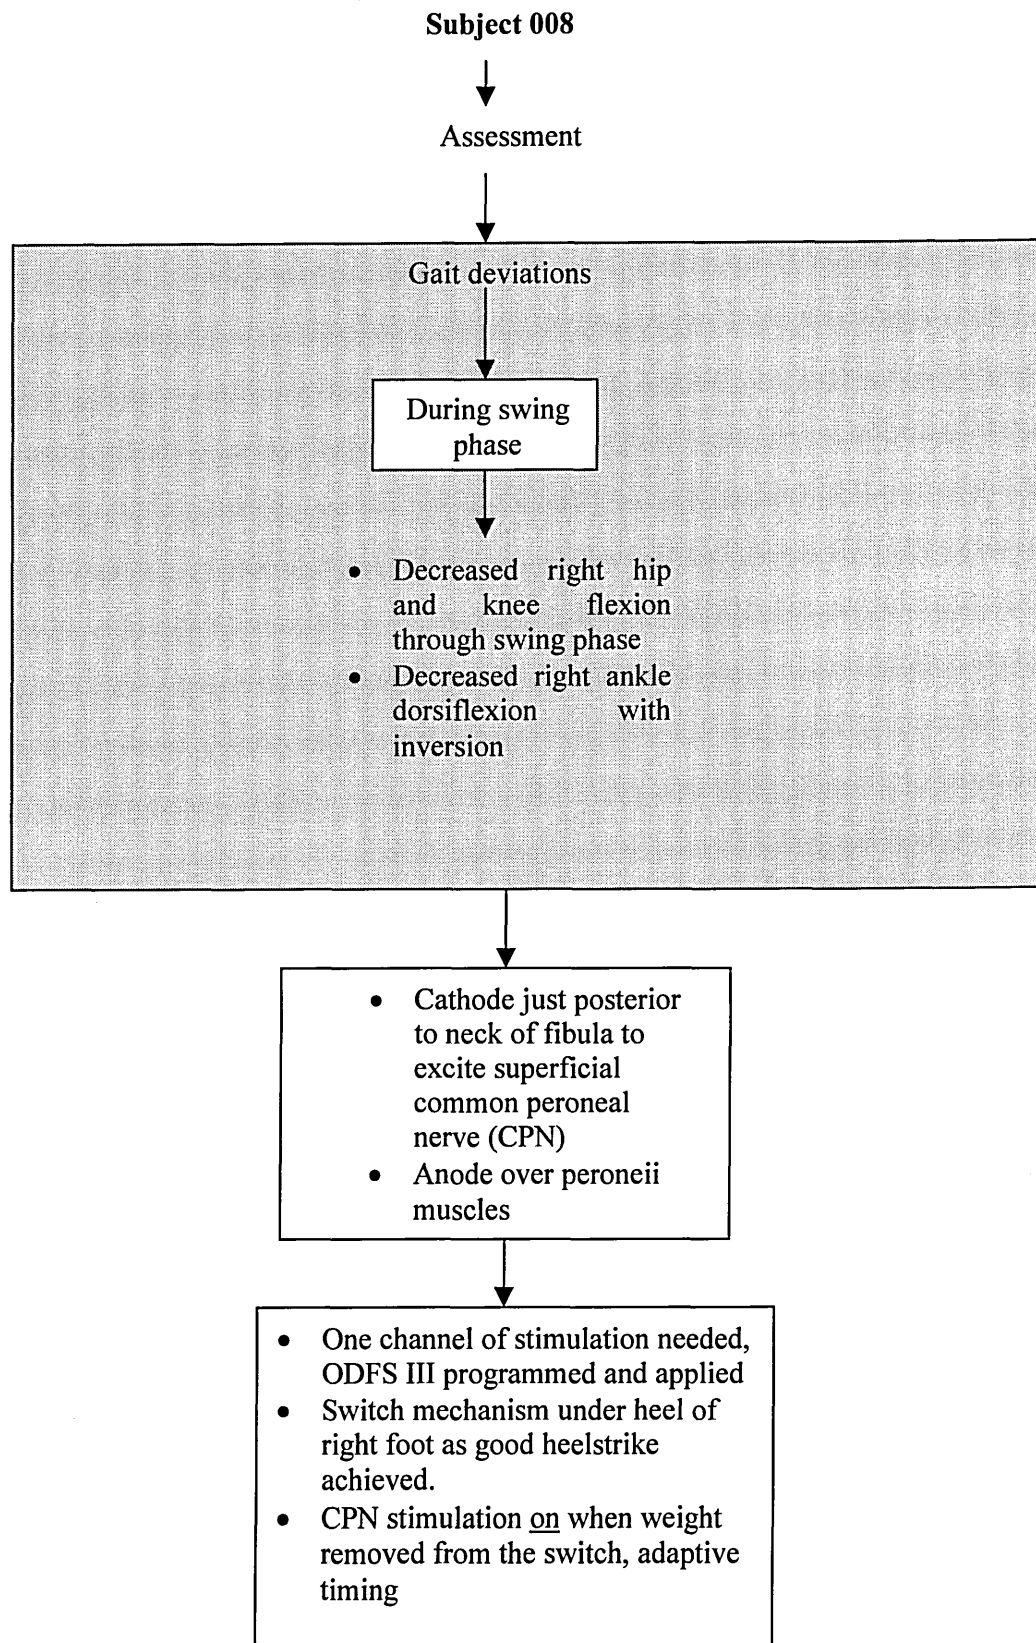 Subject 008
Assessment
Gait deviations
During swing
phase
• Decreased right hip
and knee flexion
through swing phase
• Decreased right ankle
dorsiflexion with
inversion
• Cathode just posterior
to neck of fibula to
excite superficial
common peroneal
nerve (CPN)
• Anode over peroneii
muscles
• One channel of stimulation needed,
ODFS III programmed and applied
• Switch mechanism under heel of
right foot as good heelstrike
achieved.
• CPN stimulation on when weight
removed from the switch, adaptive
timing